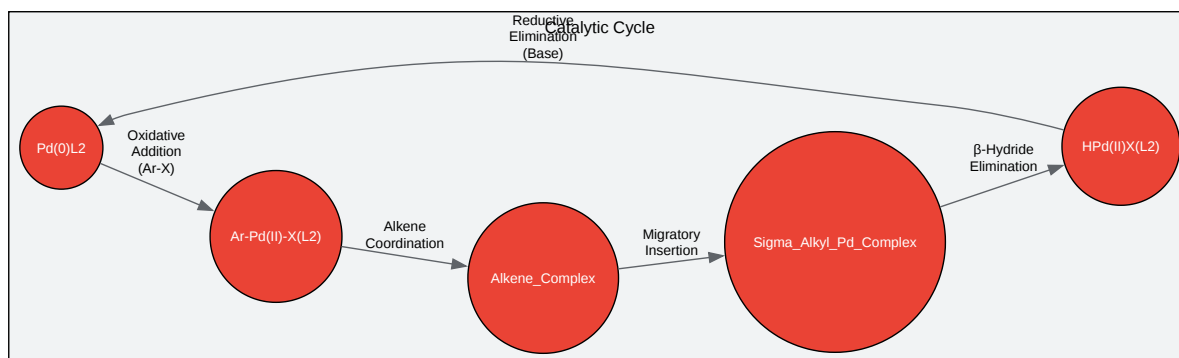 Catalytic Cycle
Reductive
Elimination
(Base)
Pd(0)L2
Oxidative
Addition
(Ar-X)
Ar-Pd(II)-X(L2)
Alkene
Coordination
Alkene_Complex
Migratory
Insertion
Sigma_Alkyl_Pd_Complex
β-Hydride
Elimination
HPd(II)X(L2)